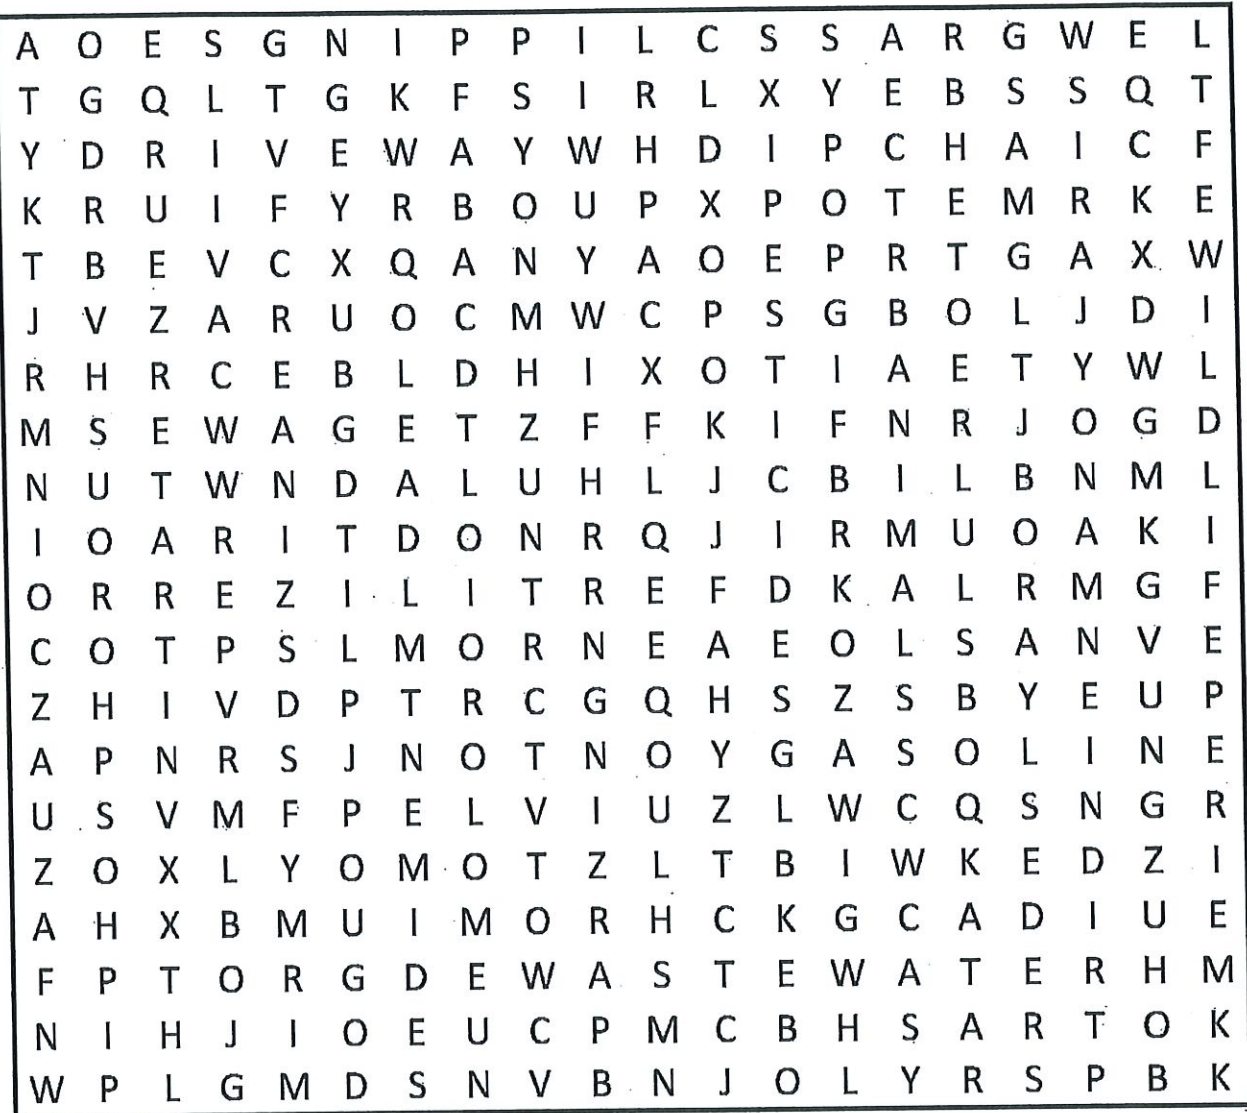 A O E S G N I P P I L C S S A R G W E L
T G Q L T G K F S I R L X Y E B S S Q T
Y D R I V E W A Y W H D I P C H A I C F
K R U I F Y R B O U P X P O T E M R K E
T B E V C X Q A N Y A O E P R T G A X W
J V Z A R U O C M W C P S G B O L J D I
R H R C E B L D H I X O T I A E T Y W L
M S E W A G E T Z F F K I F N R J O G D
N U T W N D A L U H L J C B I L B N M L
I O A R I T D O N R Q J I R M U O A K I
O R R E Z I L I T R E F D K A L R M G F
C O T P S L M O R N E A E O L S A N V E
Z H I V D P T R C G Q H S Z S B Y E U P
A P N R S J N O T N O Y G A S O L I N E
U S V M F P E L V I U Z L W C Q S N G R
Z O X L Y O M O T Z L T B I W K E D Z I
A H X B M U I M O R H C K G C A D I U E
F P T O R G D E W A S T E W A T E R H M
N I H J I O E U C P M C B H S A R T O K
W P L G M D S N V B N J O L Y R S P B K